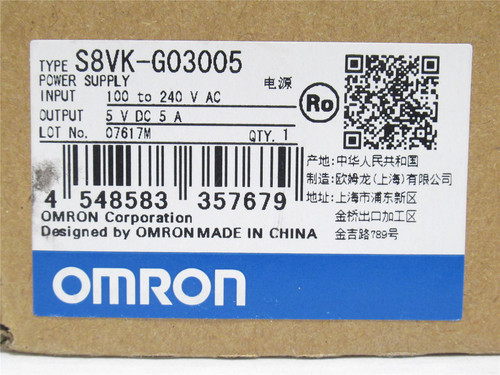 TYPE S8VK-G03005
POWER SUPPLY 电源
INPUT 100 to 240 V AC
OUTPUT 5 V DC 5 A
LOT No. 07617M QTY. 1
Ro
4 548583 357679
OMRON Corporation
Designed by OMRON MADE IN CHINA
产地: 中华人民共和国
制造: 欧姆龙(上海)有限公司
地址: 上海市浦东新区
金桥出口加工区
金吉路789号
OMRON